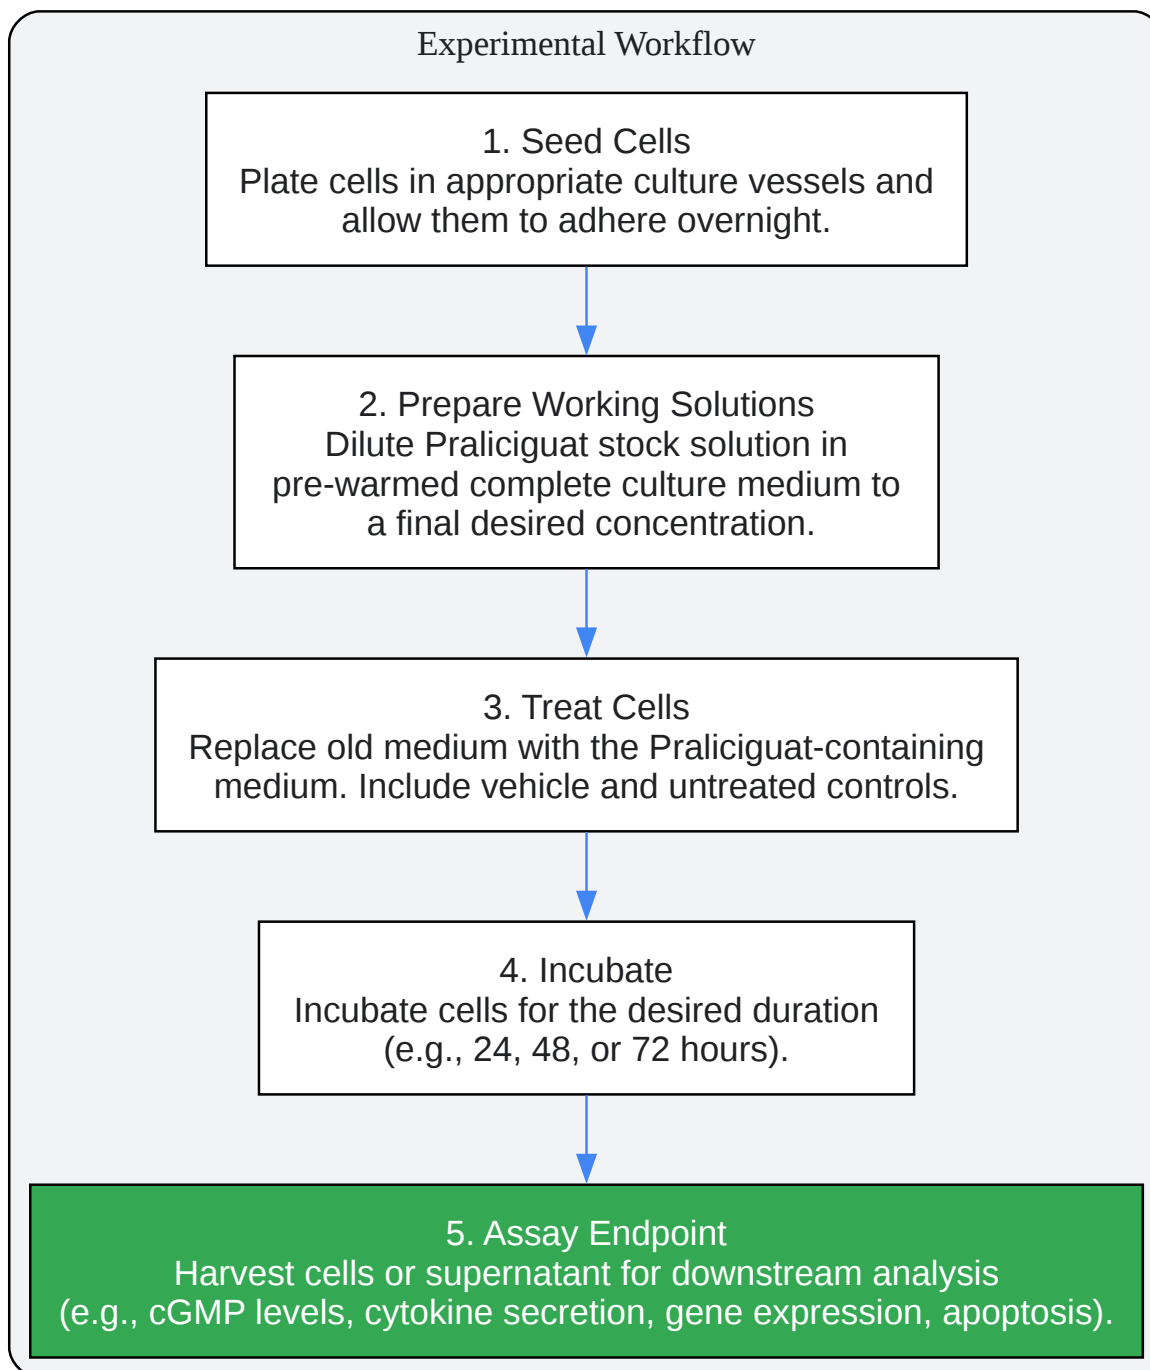 Experimental Workflow
1. Seed Cells
Plate cells in appropriate culture vessels and
allow them to adhere overnight.
2. Prepare Working Solutions
Dilute Praliciguat stock solution in
pre-warmed complete culture medium to
a final desired concentration.
3. Treat Cells
Replace old medium with the Praliciguat-containing
medium. Include vehicle and untreated controls.
4. Incubate
Incubate cells for the desired duration
(e.g., 24, 48, or 72 hours).
5. Assay Endpoint
Harvest cells or supernatant for downstream analysis
(e.g., cGMP levels, cytokine secretion, gene expression, apoptosis).